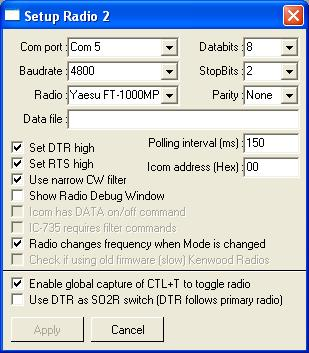 Setup Radio 2
Com port : Com 5 Databits : 8
Baudrate : 4800 StopBits : 2
Radio : Yaesu FT-1000MP Parity : None
Data file :
Set DTR high Polling interval (ms) : 150
Set RTS high Icom address (Hex) : 00
Use narrow CW filter
Show Radio Debug Window
Icom has DATA on/off command
IC-735 requires filter commands
Radio changes frequency when Mode is changed
Check if using old firmware (slow) Kenwood Radios
Enable global capture of CTL+T to toggle radio
Use DTR as SO2R switch (DTR follows primary radio)
Apply Cancel